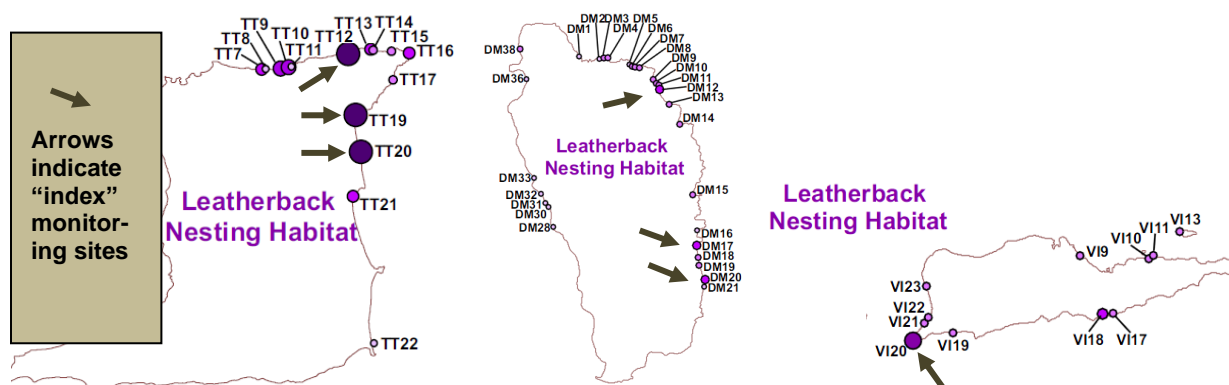 Arrows
indicate
“index”
monitor-
ing sites
TT7
TT8
TT9
TT10
TT11
TT12
TT13
TT14
TT15
TT16
TT17
TT19
TT20
TT21
TT22
Leatherback
Nesting Habitat
DM1
DM2
DM3
DM4
DM5
DM6
DM7
DM8
DM9
DM10
DM11
DM12
DM13
DM14
DM15
DM16
DM17
DM18
DM19
DM20
DM21
DM28
DM30
DM31
DM32
DM33
DM36
DM38
Leatherback
Nesting Habitat
Leatherback
Nesting Habitat
VI9
VI10
VI11
VI13
VI17
VI18
VI19
VI20
VI21
VI22
VI23